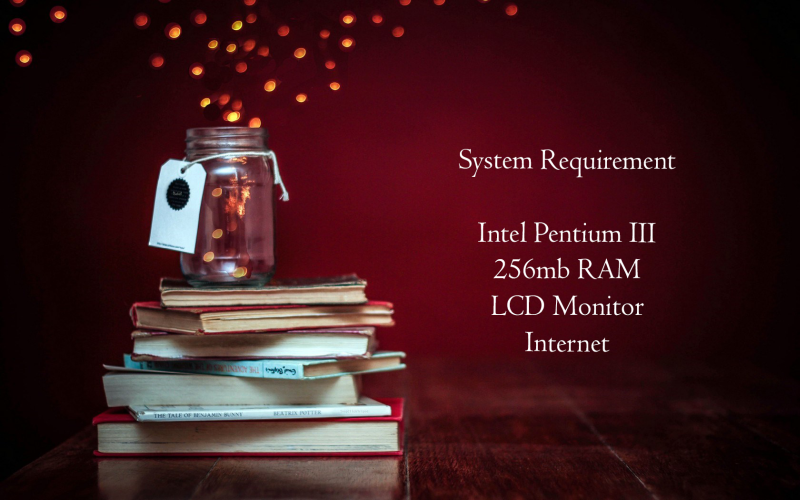 System Requirement
Intel Pentium III
256mb RAM
LCD Monitor
Internet
THE TALE OF BENJAMIN BUNNY BEATRIX POTTER